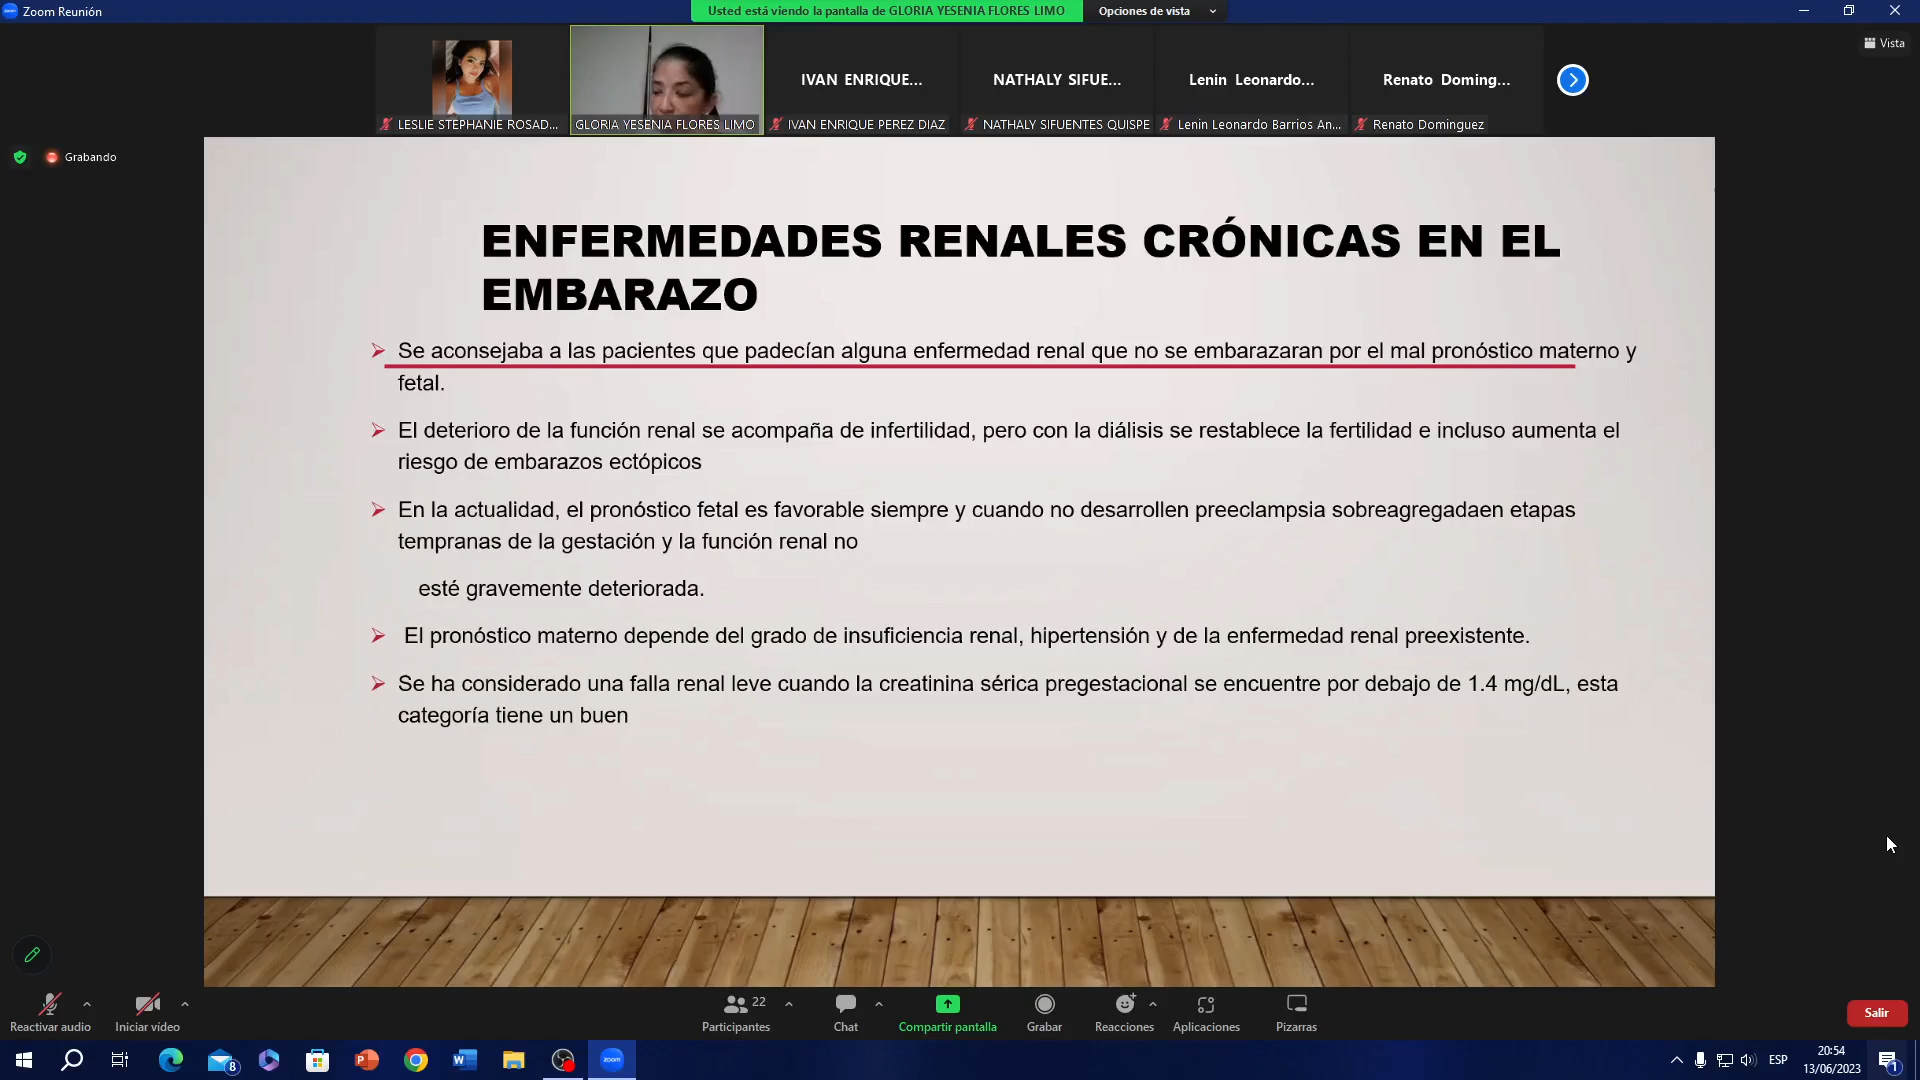 Zoom Reunión
Usted está viendo la pantalla de GLORIA YESENIA FLORES LIMO
Opciones de vista
Vista
IVAN ENRIQUE...
NATHALY SIFUE...
Lenin Leonardo...
Renato Doming...
LESLIE STEPHANIE ROSAD...
GLORIA YESENIA FLORES LIMO
IVAN ENRIQUE PEREZ DIAZ
NATHALY SIFUENTES QUISPE
Lenin Leonardo Barrios An...
Renato Dominguez
Grabando
ENFERMEDADES RENALES CRÓNICAS EN EL
EMBARAZO
Se aconsejaba a las pacientes que padecían alguna enfermedad renal que no se embarazaran por el mal pronóstico materno y
fetal.
El deterioro de la función renal se acompaña de infertilidad, pero con la diálisis se restablece la fertilidad e incluso aumenta el
riesgo de embarazos ectópicos
En la actualidad, el pronóstico fetal es favorable siempre y cuando no desarrollen preeclampsia sobreagregadaen etapas
tempranas de la gestación y la función renal no
esté gravemente deteriorada.
El pronóstico materno depende del grado de insuficiencia renal, hipertensión y de la enfermedad renal preexistente.
Se ha considerado una falla renal leve cuando la creatinina sérica pregestacional se encuentre por debajo de 1.4 mg/dL, esta
categoría tiene un buen
Reactivar audio
Iniciar vídeo
22
Participantes
Chat
Compartir pantalla
Grabar
Reacciones
Aplicaciones
Pizarras
Salir
8
zoom
ESP
20:54
13/06/2023
1